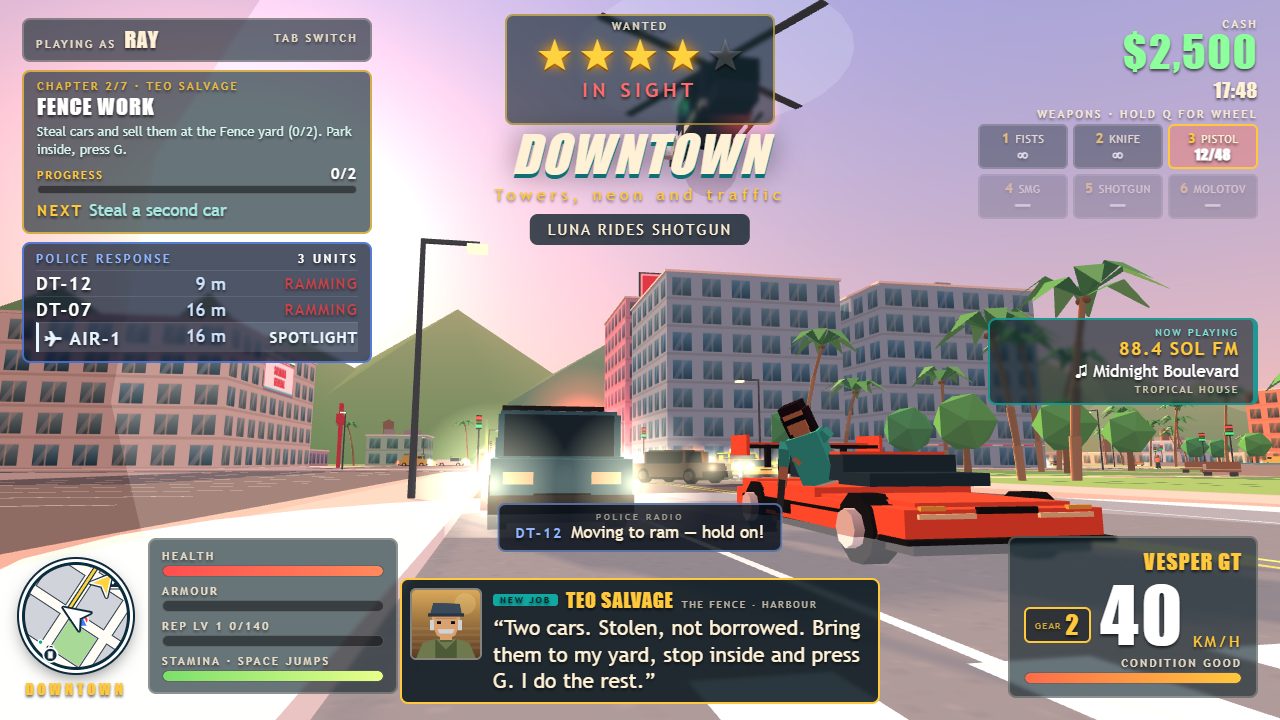 PLAYING AS RAY TAB SWITCH
CHAPTER 2/7 · TEO SALVAGE
FENCE WORK
Steal cars and sell them at the Fence yard (0/2). Park
inside, press G.
PROGRESS 0/2
NEXT Steal a second car
POLICE RESPONSE 3 UNITS
DT-12 9 m RAMMING
DT-07 16 m RAMMING
AIR-1 16 m SPOTLIGHT
WANTED
IN SIGHT
DOWNTOWN
Towers, neon and traffic
LUNA RIDES SHOTGUN
CASH
$2,500
17:48
WEAPONS · HOLD Q FOR WHEEL
1 FISTS 2 KNIFE 3 PISTOL
∞ ∞ 12/48
4 SMG 5 SHOTGUN 6 MOLOTOV
— — —
NOW PLAYING
88.4 SOL FM
♫ Midnight Boulevard
TROPICAL HOUSE
POLICE RADIO
DT-12 Moving to ram — hold on!
HEALTH
ARMOUR
REP LV 1 0/140
STAMINA · SPACE JUMPS
DOWNTOWN
NEW JOB TEO SALVAGE THE FENCE · HARBOUR
“Two cars. Stolen, not borrowed. Bring
them to my yard, stop inside and press
G. I do the rest.”
VESPER GT
GEAR 2 40 KM/H
CONDITION GOOD